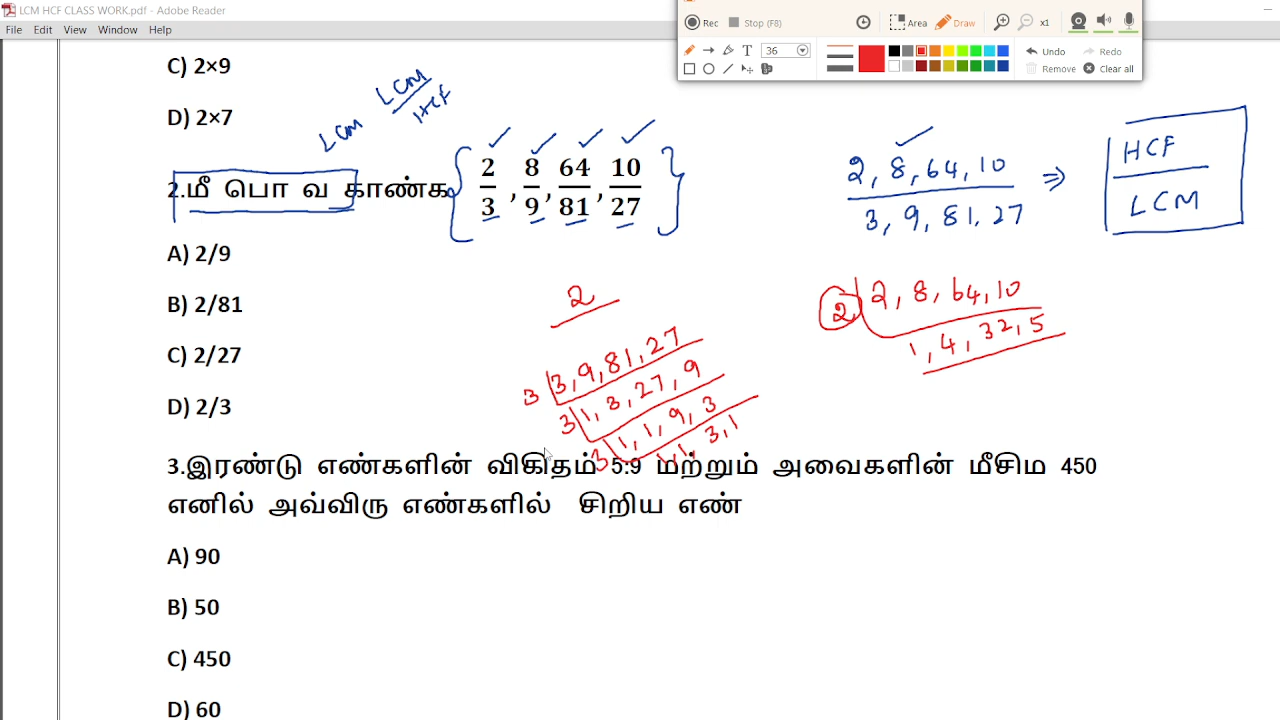 LCM HCF CLASS WORK.pdf - Adobe Reader
File Edit View Window Help
Rec Stop (F8) Area Draw x1
T 36 Undo Redo
Remove Clear all
C) 2×9
D) 2×7
LCM
LCM
HCF
2.மீ பொ வ காண்க { 2/3 , 8/9 , 64/81 , 10/27 }
2, 8, 64, 10
3, 9, 81, 27
⇒
HCF
LCM
A) 2/9
B) 2/81
C) 2/27
D) 2/3
2
2 2, 8, 64, 10
1, 4, 32, 5
3 3, 9, 81, 27
3 1, 3, 27, 9
3 1, 1, 9, 3
1, 1, 3, 1
3.இரண்டு எண்களின் விகிதம் 5:9 மற்றும் அவைகளின் மீசிம 450
எனில் அவ்விரு எண்களில் சிறிய எண்
A) 90
B) 50
C) 450
D) 60